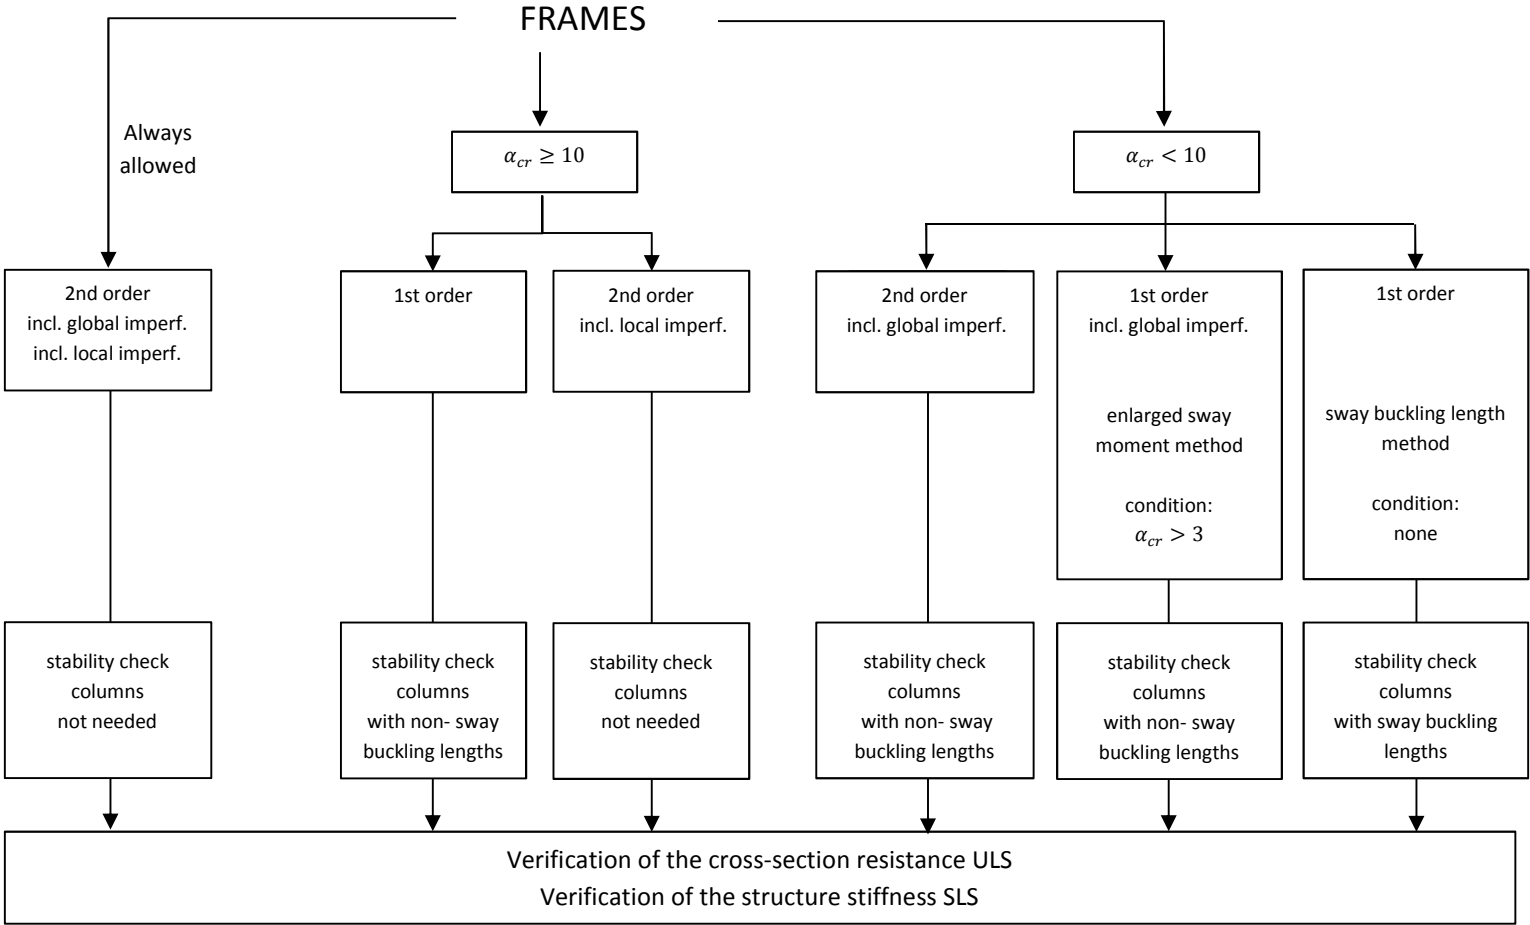 FRAMES
Always
allowed
α_cr ≥ 10
α_cr < 10
2nd order
incl. global imperf.
incl. local imperf.
1st order
2nd order
incl. local imperf.
2nd order
incl. global imperf.
1st order
incl. global imperf.
enlarged sway
moment method
condition:
α_cr > 3
1st order
sway buckling length
method
condition:
none
stability check
columns
not needed
stability check
columns
with non- sway
buckling lengths
stability check
columns
not needed
stability check
columns
with non- sway
buckling lengths
stability check
columns
with non- sway
buckling lengths
stability check
columns
with sway buckling
lengths
Verification of the cross-section resistance ULS
Verification of the structure stiffness SLS